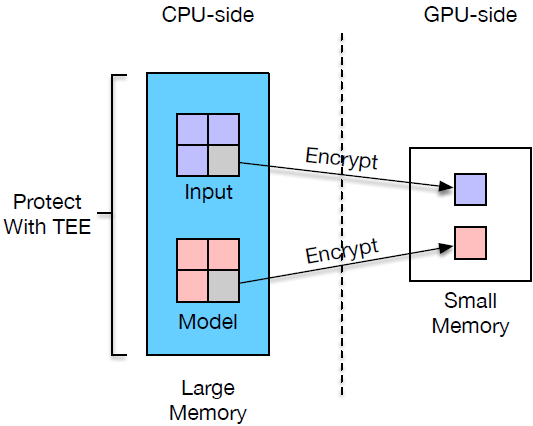 CPU-side
GPU-side
Encrypt
Input
Protect
With TEE
Encrypt
Model
Small
Memory
Large
Memory